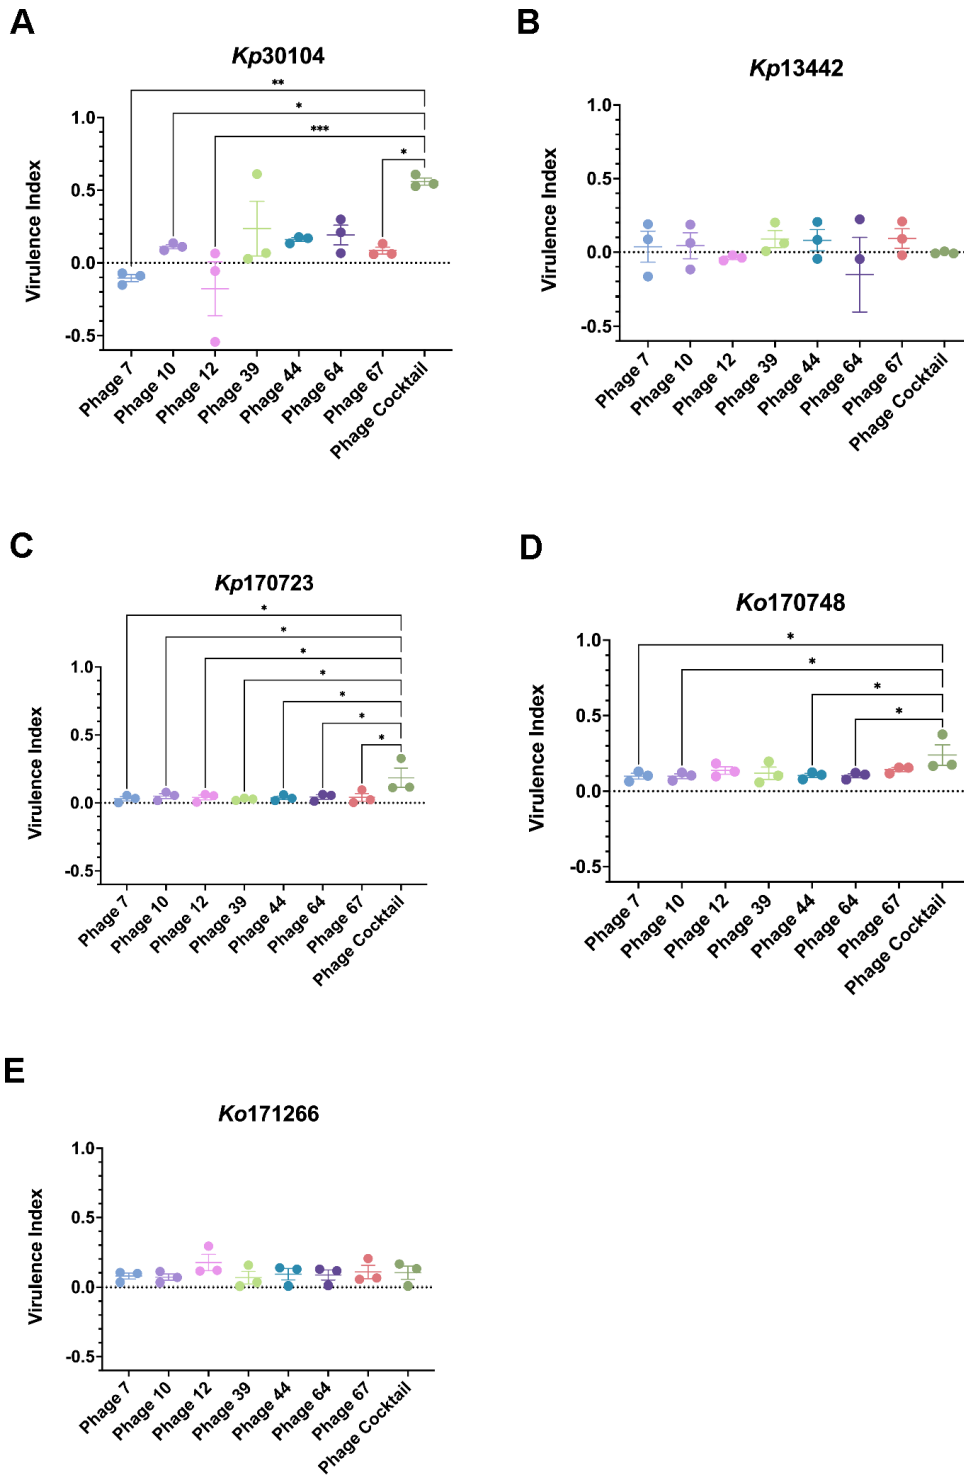 A
Kp30104
**
*
***
*
Virulence Index
1.0
0.5
0.0
-0.5
Phage 7
Phage 10
Phage 12
Phage 39
Phage 44
Phage 64
Phage 67
Phage Cocktail
B
Kp13442
Virulence Index
1.0
0.5
0.0
-0.5
Phage 7
Phage 10
Phage 12
Phage 39
Phage 44
Phage 64
Phage 67
Phage Cocktail
C
Kp170723
*
*
*
*
*
*
*
Virulence Index
1.0
0.5
0.0
-0.5
Phage 7
Phage 10
Phage 12
Phage 39
Phage 44
Phage 64
Phage 67
Phage Cocktail
D
Ko170748
*
*
*
*
Virulence Index
1.0
0.5
0.0
-0.5
Phage 7
Phage 10
Phage 12
Phage 39
Phage 44
Phage 64
Phage 67
Phage Cocktail
E
Ko171266
Virulence Index
1.0
0.5
0.0
-0.5
Phage 7
Phage 10
Phage 12
Phage 39
Phage 44
Phage 64
Phage 67
Phage Cocktail